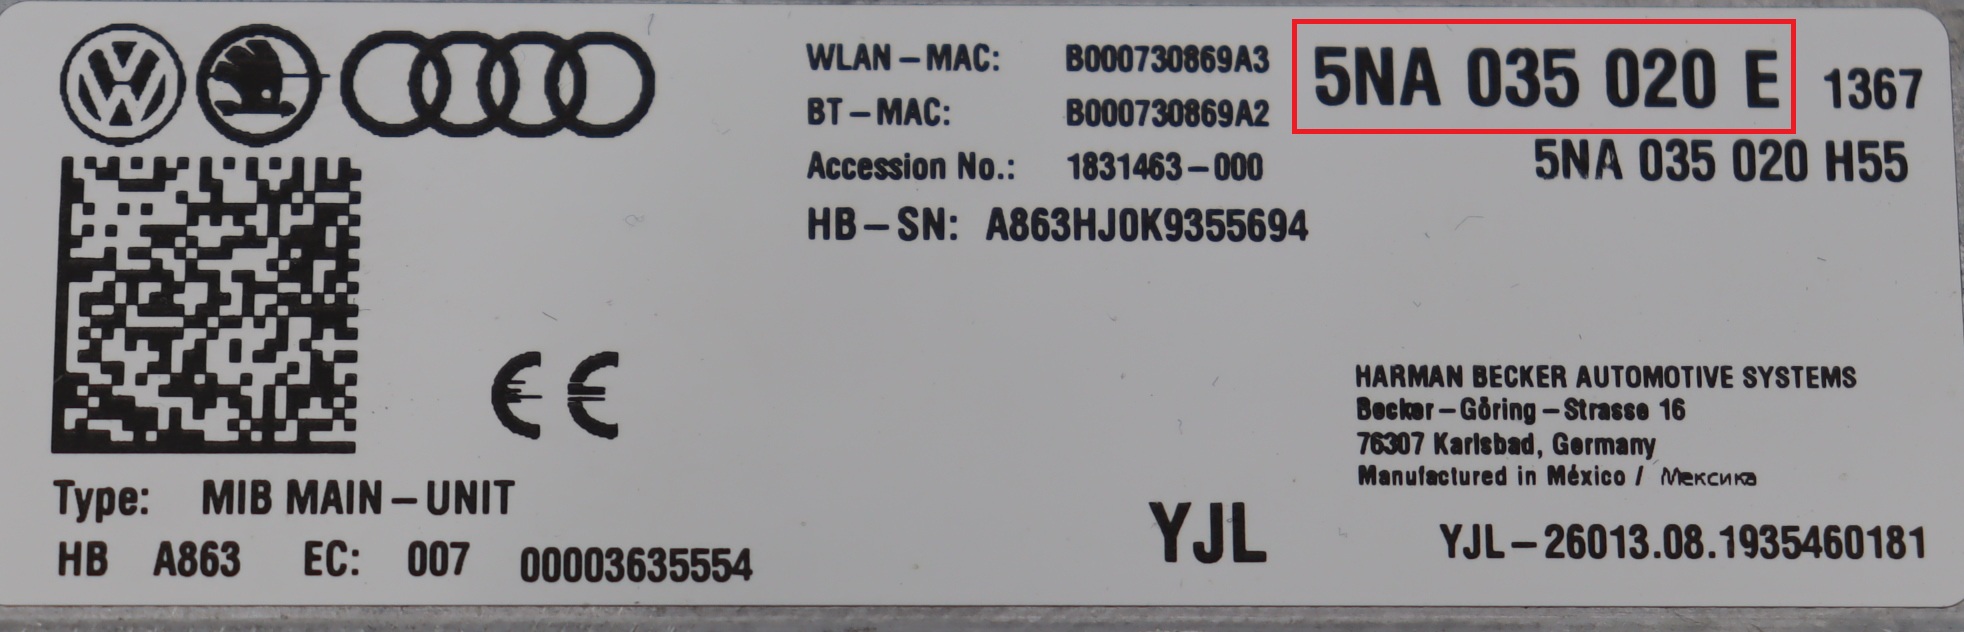 WLAN-MAC: B000730869A3
BT-MAC: B000730869A2
Accession No.: 1831463-000
HB-SN: A863HJ0K9355694
5NA 035 020 E 1367
5NA 035 020 H55
HARMAN BECKER AUTOMOTIVE SYSTEMS
Becker-Göring-Strasse 16
76307 Karlsbad, Germany
Manufactured in México / Мексика
CE
Type: MIB MAIN-UNIT
HB A863 EC: 007 00003635554
YJL
YJL-26013.08.1935460181